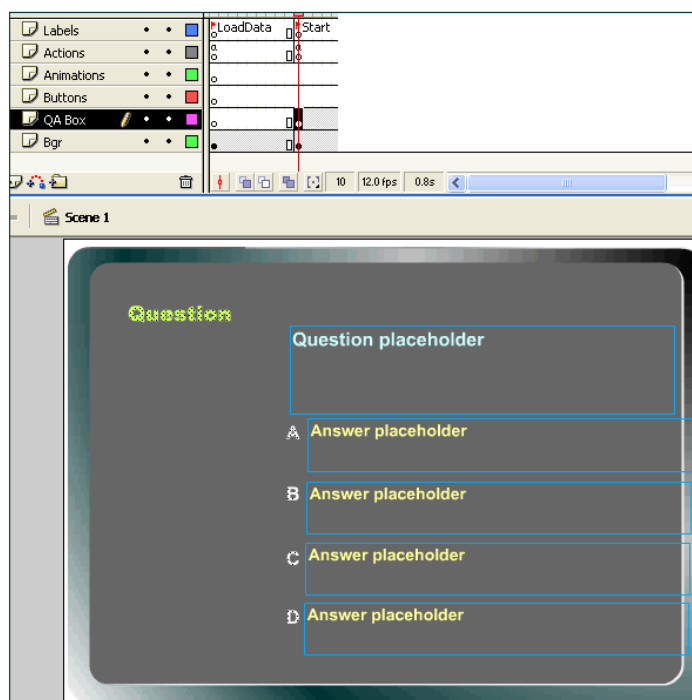 Labels
LoadData
Start
Actions
a
a
Animations
Buttons
QA Box
Bgr
10
12.0 fps
0.8s
Scene 1
Question
Question placeholder
A
Answer placeholder
B
Answer placeholder
C
Answer placeholder
D
Answer placeholder